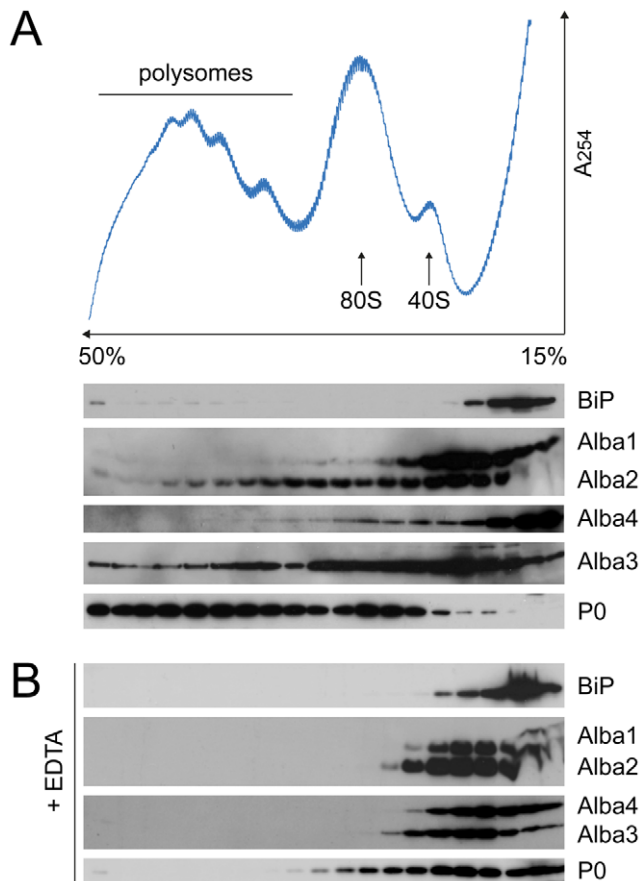 A
polysomes
A254
80S
40S
50%
15%
BiP
Alba1
Alba2
Alba4
Alba3
P0
B
+ EDTA
BiP
Alba1
Alba2
Alba4
Alba3
P0